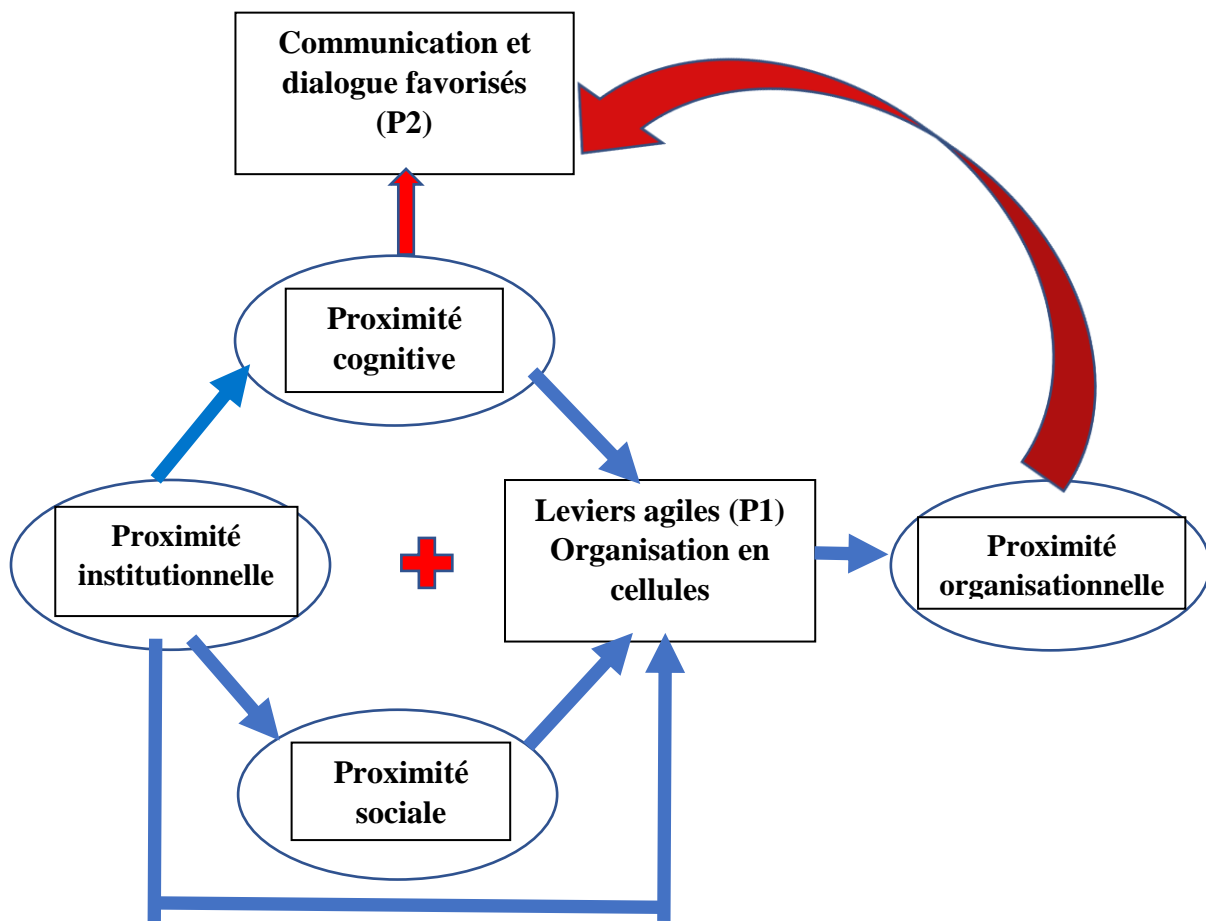 Communication et
dialogue favorisés
(P2)
Proximité
cognitive
Proximité
institutionnelle
Leviers agiles (P1)
Organisation en
cellules
Proximité
organisationnelle
Proximité
sociale